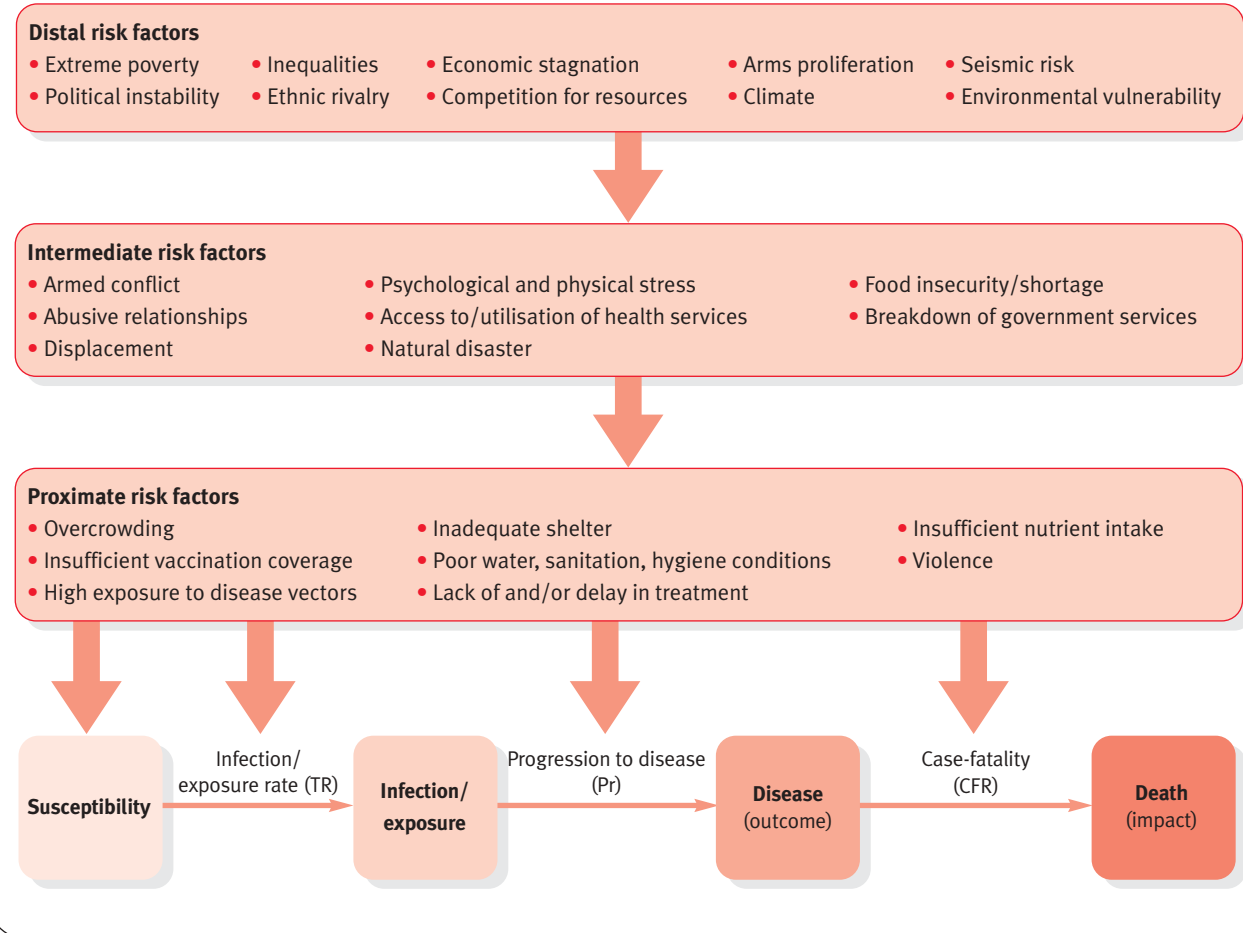 Distal risk factors
• Extreme poverty • Inequalities • Economic stagnation • Arms proliferation • Seismic risk
• Political instability • Ethnic rivalry • Competition for resources • Climate • Environmental vulnerability
Intermediate risk factors
• Armed conflict • Psychological and physical stress • Food insecurity/shortage
• Abusive relationships • Access to/utilisation of health services • Breakdown of government services
• Displacement • Natural disaster
Proximate risk factors
• Overcrowding • Inadequate shelter • Insufficient nutrient intake
• Insufficient vaccination coverage • Poor water, sanitation, hygiene conditions • Violence
• High exposure to disease vectors • Lack of and/or delay in treatment
Susceptibility
Infection/
exposure rate (TR)
Infection/
exposure
Progression to disease
(Pr)
Disease
(outcome)
Case-fatality
(CFR)
Death
(impact)